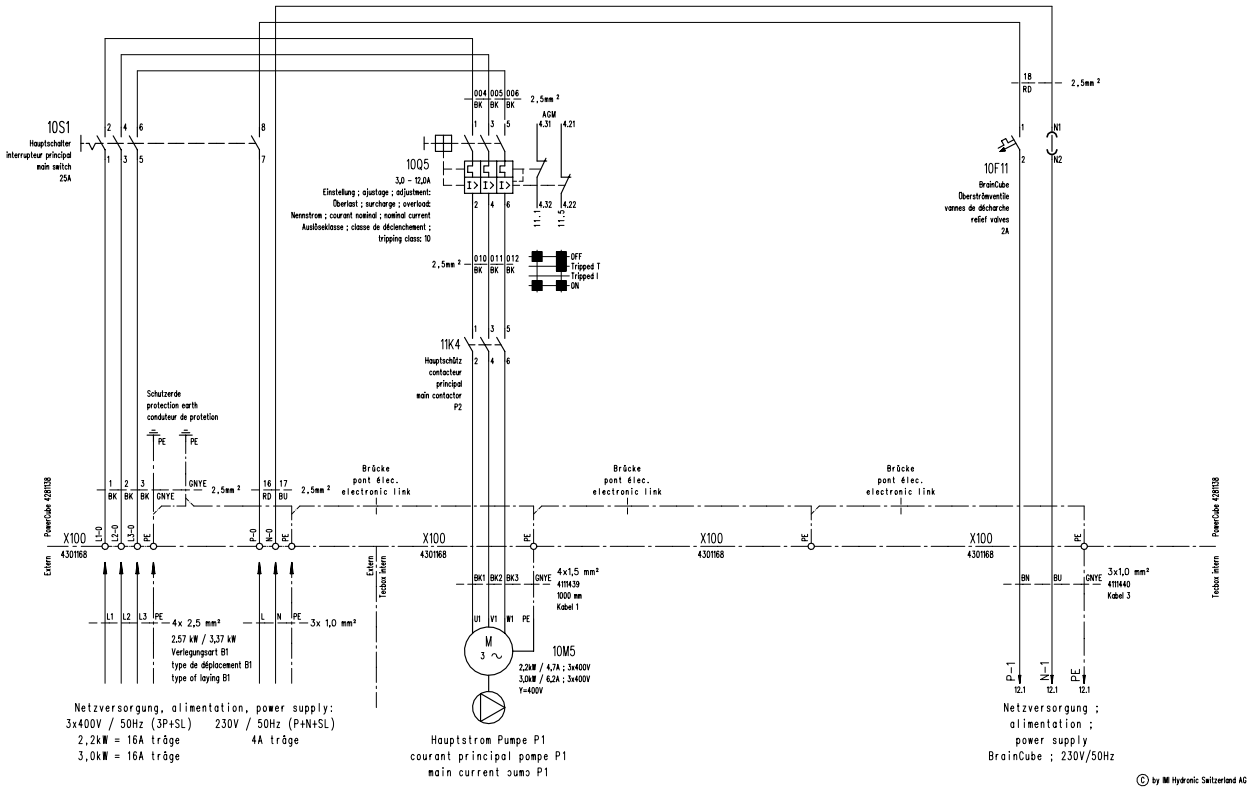 18
RD
2,5mm²
004 005 006
BK BK BK
2,5mm²
AGM
10S1
Hauptschalter
interrupteur principal
main switch
25A
2 4 6
1 3 5
8
7
1 3 5
4.31 4.21
10Q5
3,0 - 12,0A
Einstellung ; ajustage ; adjustment:
Überlast ; surcharge ; overload:
Nennstrom ; courant nominal ; nominal current
Auslöseklasse ; classe de déclenchement ;
tripping class: 10
I> I> I>
2 4 6
4.32 4.22
11.1 11.5
1 N1
2 N2
10F11
BrainCube
Überströmventile
vannes de décharche
relief valves
2A
2,5mm²
010 011 012
BK BK BK
OFF
Tripped T
Tripped I
ON
1 3 5
11K4
2 4 6
Hauptschütz
contacteur
principal
main contactor
P2
Schutzerde
protection earth
conduteur de protetion
PE PE
1 2 3
BK BK BK
GNYE GNYE
2,5mm²
16 17
RD BU
2,5mm²
Brücke
pont élec.
electronic link
Brücke
pont élec.
electronic link
Brücke
pont élec.
electronic link
PowerCube 4281138
PowerCube 4281138
X100
4301168
L1-0 L2-0 L3-0 PE
P-0 N-0 PE
X100
4301168
PE
X100
4301168
PE
X100
4301168
PE
Extern
Extern
Tecbox intern
Tecbox intern
BK1 BK2 BK3 GNYE
4x1,5 mm²
4111439
1000 mm
Kabel 1
BN BU GNYE
3x1,0 mm²
4111440
Kabel 3
L1 L2 L3 PE
4x 2,5 mm²
2,57 kW / 3,37 kW
Verlegungsart B1
type de déplacement B1
type of laying B1
L N PE
3x 1,0 mm²
U1 V1 W1 PE
M
3 ~
10M5
2,2kW / 4,7A ; 3x400V
3,0kW / 6,2A ; 3x400V
Y=400V
P-1 N-1 PE
12.1 12.1 12.1
Netzversorgung, alimentation, power supply:
3x400V / 50Hz (3P+SL) 230V / 50Hz (P+N+SL)
2,2kW = 16A träge 4A träge
3,0kW = 16A träge
Hauptstrom Pumpe P1
courant principal pompe P1
main current pump P1
Netzversorgung ;
alimentation ;
power supply
BrainCube ; 230V/50Hz
© by IMI Hydronic Switzerland AG